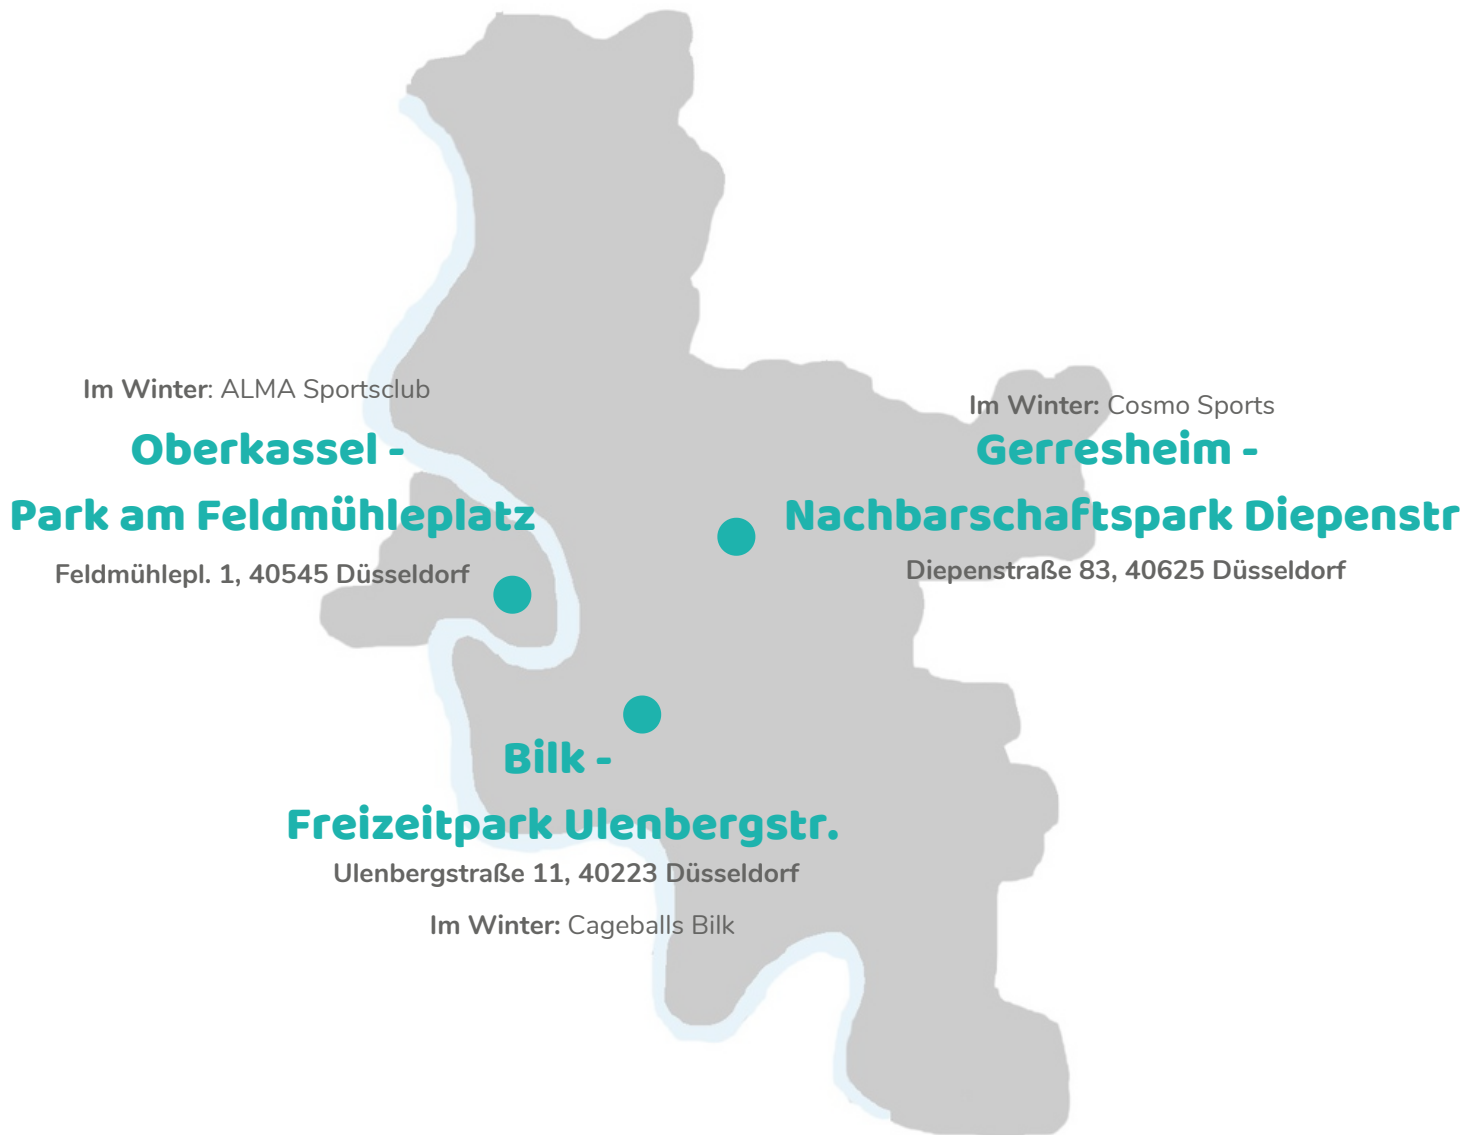 Im Winter: ALMA Sportsclub
Oberkassel -
Park am Feldmühleplatz
Feldmühlepl. 1, 40545 Düsseldorf
Im Winter: Cosmo Sports
Gerresheim -
Nachbarschaftspark Diepenstr
Diepenstraße 83, 40625 Düsseldorf
Bilk -
Freizeitpark Ulenbergstr.
Ulenbergstraße 11, 40223 Düsseldorf
Im Winter: Cageballs Bilk